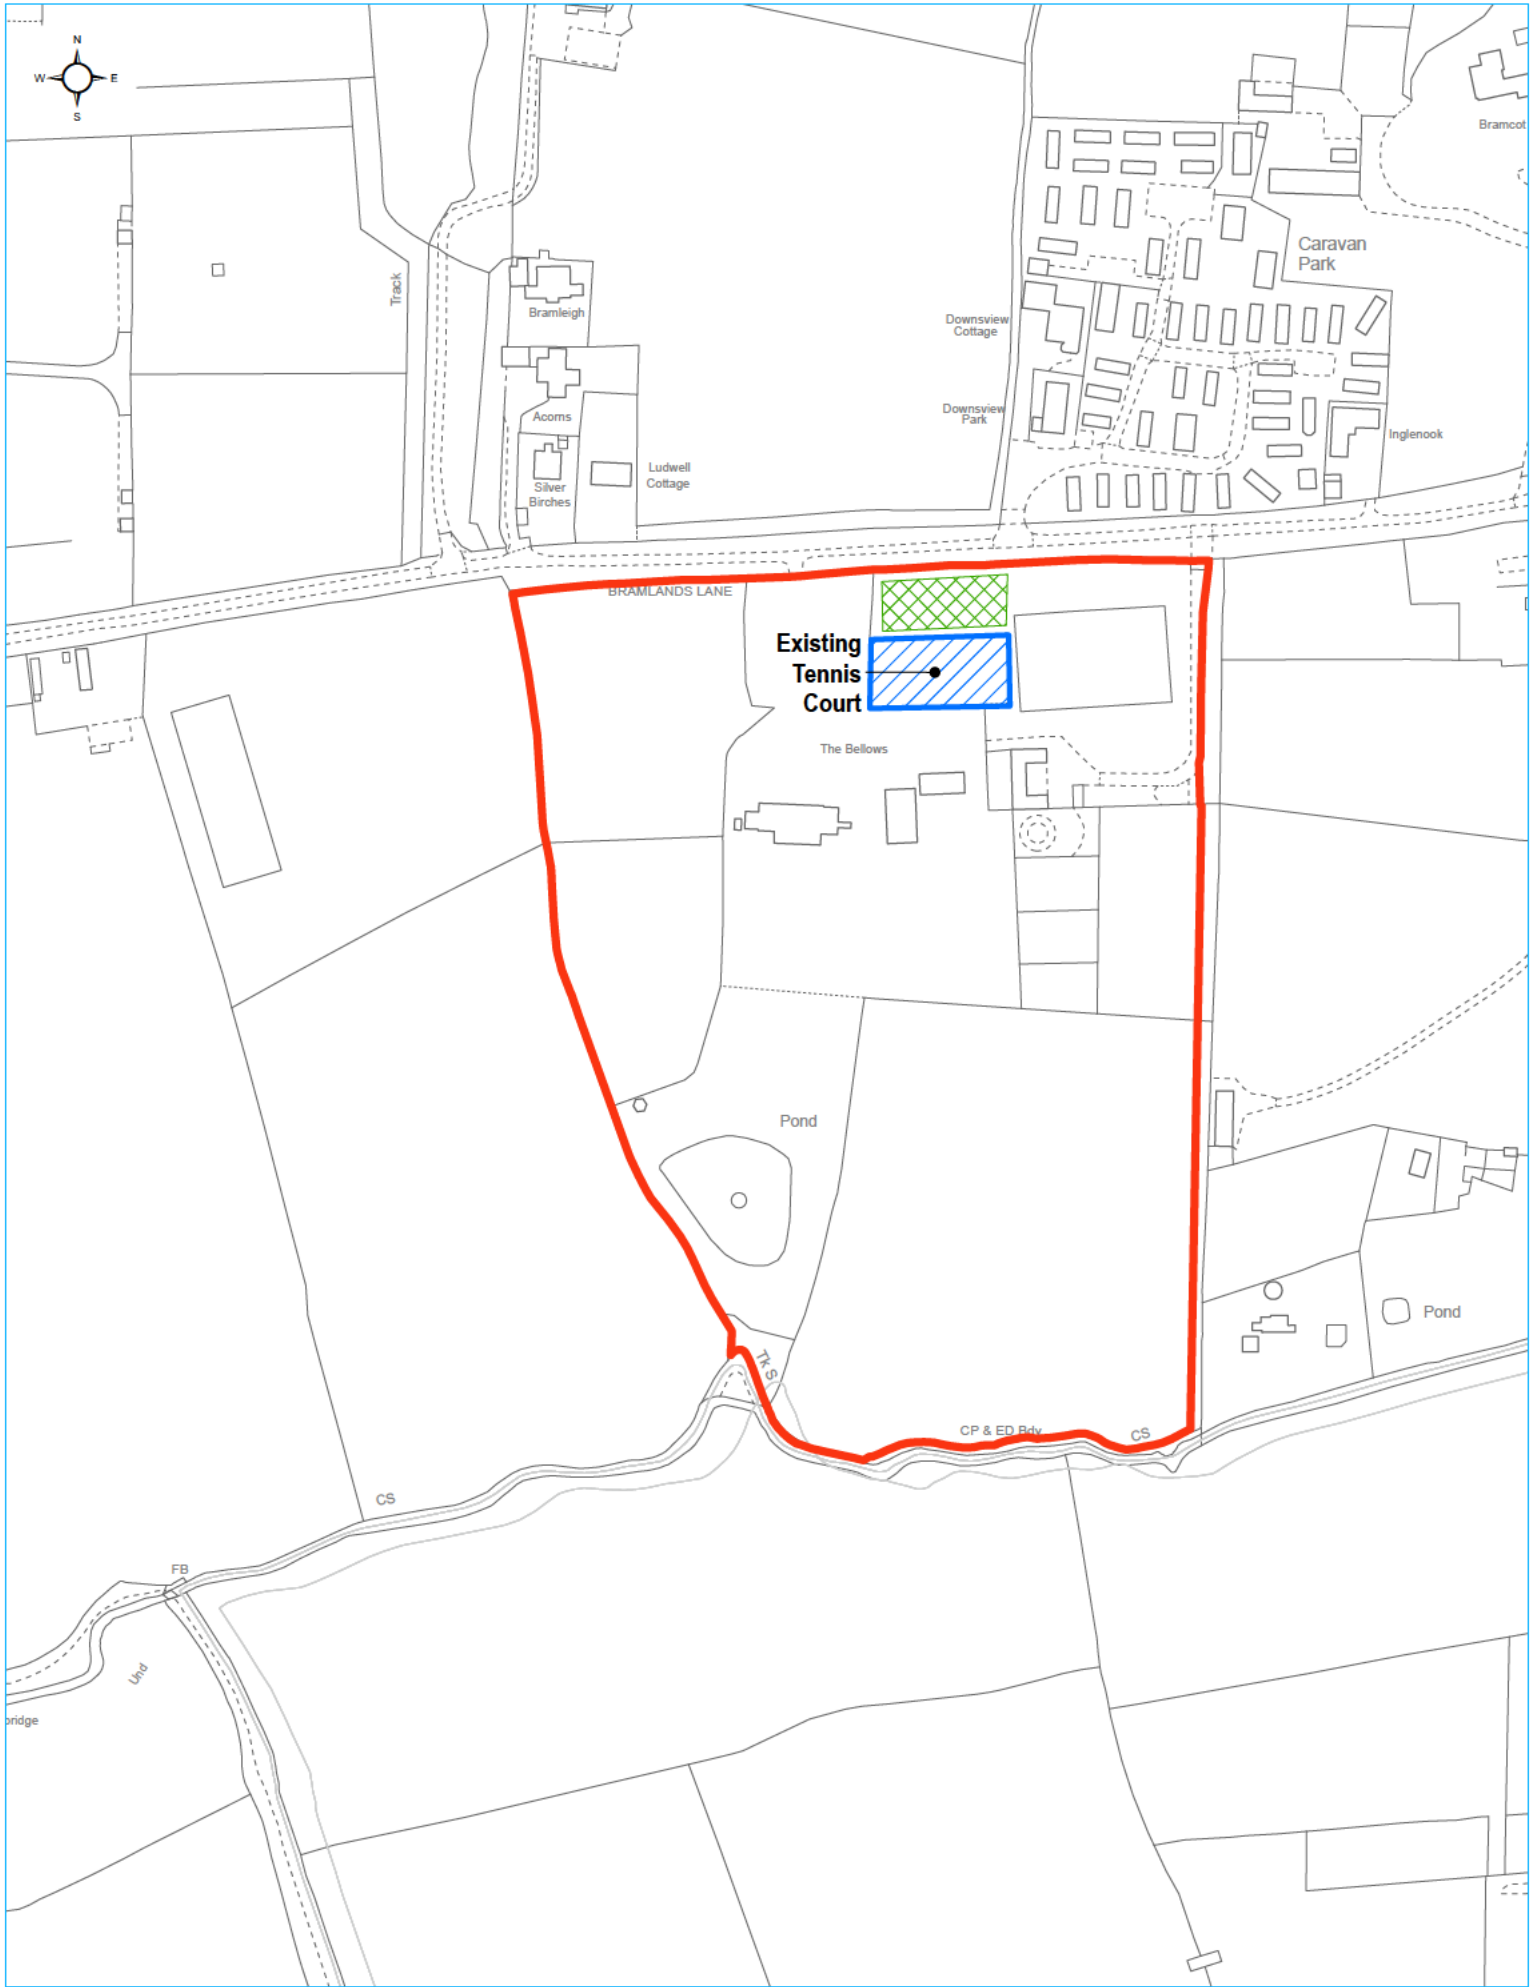 N
W E
S
Bramcot
Caravan
Park
Track
Bramleigh
Downsview
Cottage
Acorns
Downsview
Park
Inglenook
Ludwell
Cottage
Silver
Birches
BRAMLANDS LANE
Existing
Tennis
Court
The Bellows
Pond
Pond
Tk S
CP & ED Bdy
CS
CS
FB
Und
bridge